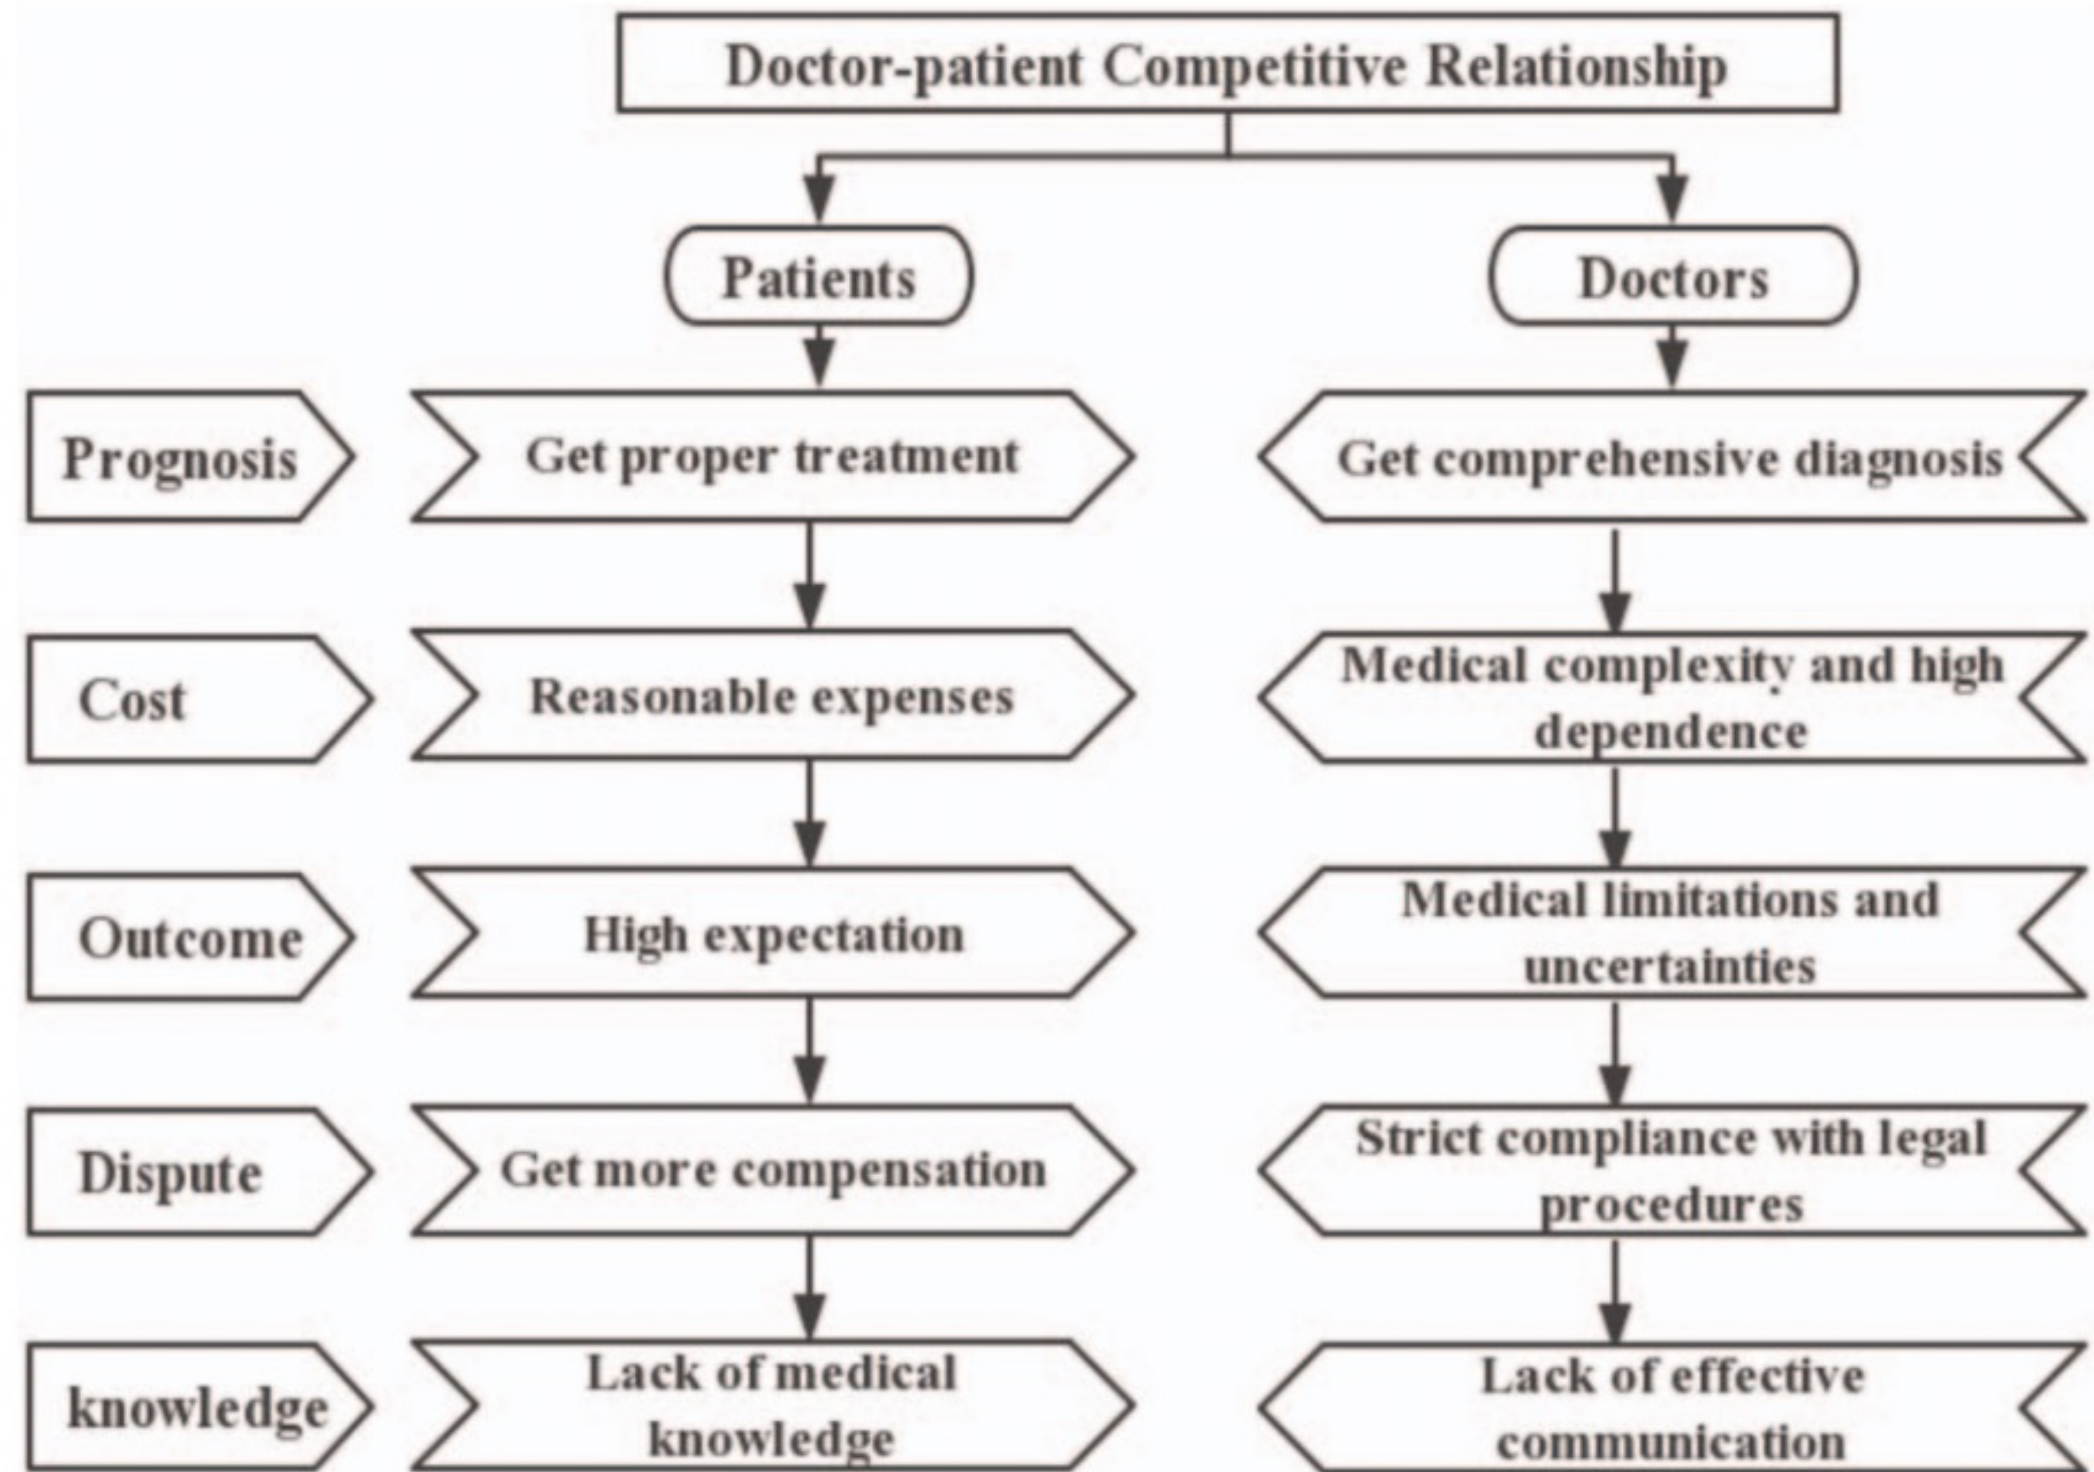 Doctor-patient Competitive Relationship
Patients
Doctors
Prognosis
Get proper treatment
Get comprehensive diagnosis
Cost
Reasonable expenses
Medical complexity and high
dependence
Outcome
High expectation
Medical limitations and
uncertainties
Dispute
Get more compensation
Strict compliance with legal
procedures
knowledge
Lack of medical
knowledge
Lack of effective
communication